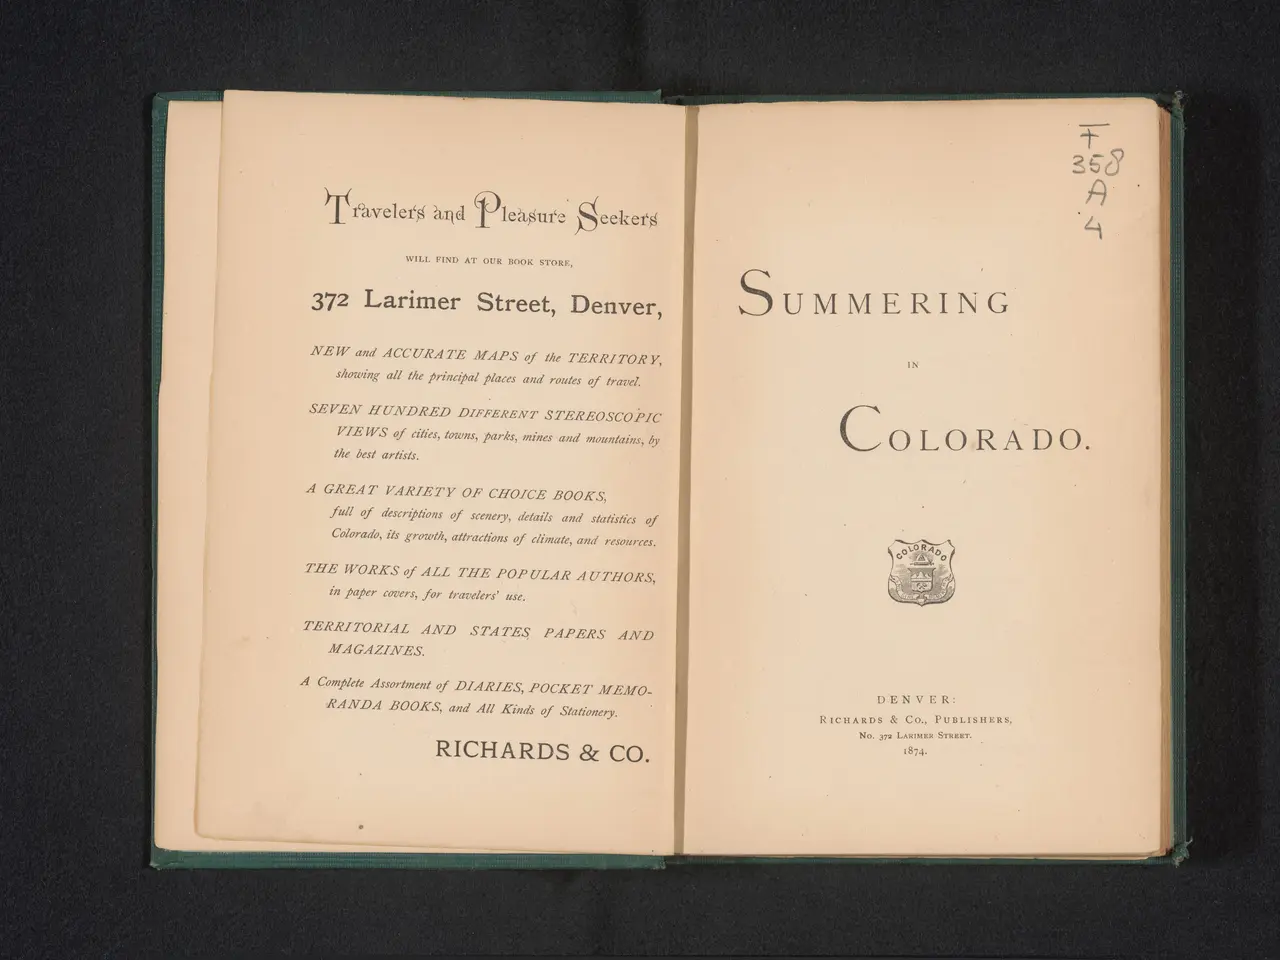 Travelers and Pleasure Seekers
WILL FIND AT OUR BOOK STORE,
372 Larimer Street, Denver,
NEW and ACCURATE MAPS of the TERRITORY,
showing all the principal places and routes of travel.
SEVEN HUNDRED DIFFERENT STEREOSCOPIC
VIEWS of cities, towns, parks, mines and mountains, by
the best artists.
A GREAT VARIETY OF CHOICE BOOKS,
full of descriptions of scenery, details and statistics of
Colorado, its growth, attractions of climate, and resources.
THE WORKS of ALL THE POPULAR AUTHORS,
in paper covers, for travelers' use.
TERRITORIAL AND STATES PAPERS AND
MAGAZINES.
A Complete Assortment of DIARIES, POCKET MEMO-
RANDA BOOKS, and All Kinds of Stationery.
RICHARDS & CO.
F
358
A
4
SUMMERING
IN
COLORADO.
COLORADO
DENVER:
RICHARDS & CO., PUBLISHERS,
No. 372 LARIMER STREET.
1874.